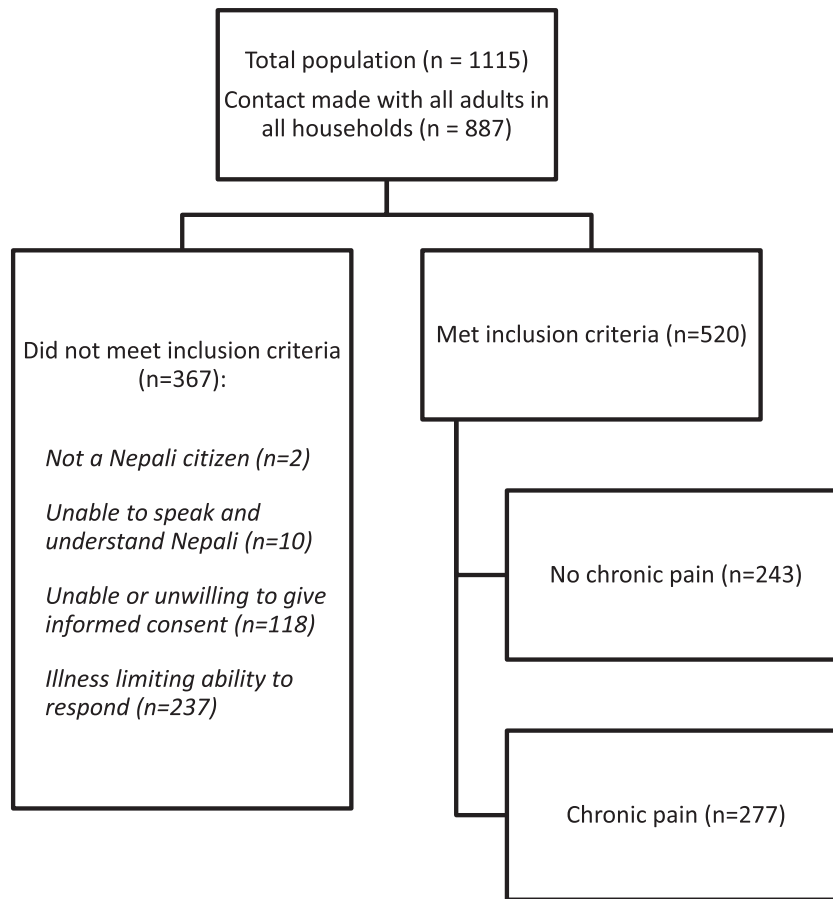 Total population (n = 1115)
Contact made with all adults in
all households (n = 887)
Did not meet inclusion criteria
(n=367):
Not a Nepali citizen (n=2)
Unable to speak and
understand Nepali (n=10)
Unable or unwilling to give
informed consent (n=118)
Illness limiting ability to
respond (n=237)
Met inclusion criteria (n=520)
No chronic pain (n=243)
Chronic pain (n=277)